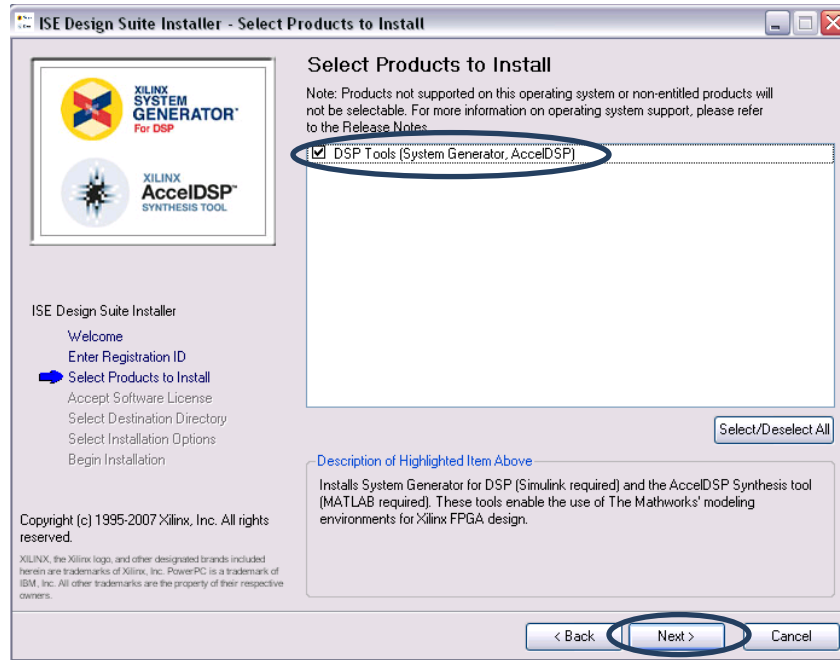 ISE Design Suite Installer - Select Products to Install
XILINX
SYSTEM
GENERATOR™
For DSP
XILINX
AccelDSP™
SYNTHESIS TOOL
ISE Design Suite Installer
Welcome
Enter Registration ID
Select Products to Install
Accept Software License
Select Destination Directory
Select Installation Options
Begin Installation
Copyright (c) 1995-2007 Xilinx, Inc. All rights
reserved.
XILINX, the Xilinx logo, and other designated brands included
herein are trademarks of Xilinx, Inc. PowerPC is a trademark of
IBM, Inc. All other trademarks are the property of their respective
owners.
Select Products to Install
Note: Products not supported on this operating system or non-entitled products will
not be selectable. For more information on operating system support, please refer
to the Release Notes
DSP Tools (System Generator, AccelDSP)
Select/Deselect All
Description of Highlighted Item Above
Installs System Generator for DSP (Simulink required) and the AccelDSP Synthesis tool
(MATLAB required). These tools enable the use of The Mathworks' modeling
environments for Xilinx FPGA design.
< Back
Next >
Cancel